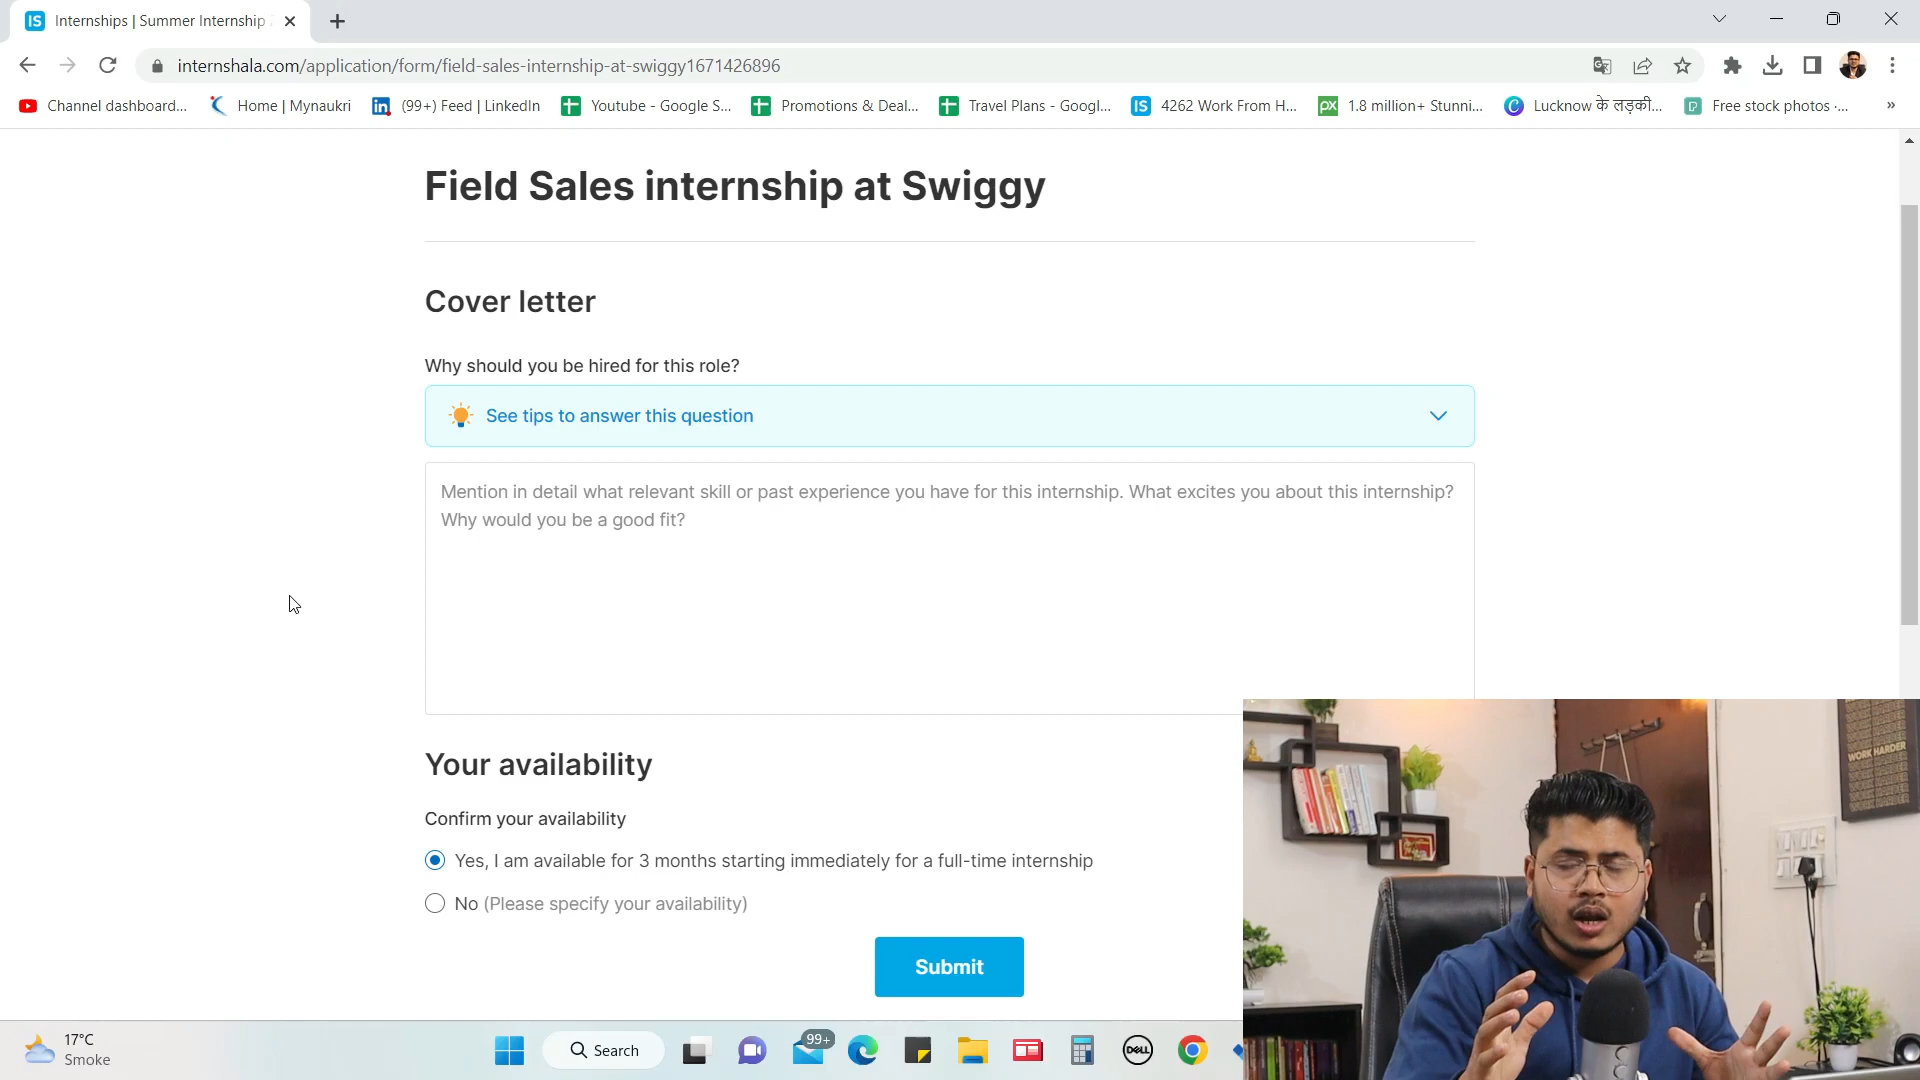 IS Internships | Summer Internship
internshala.com/application/form/field-sales-internship-at-swiggy1671426896
Channel dashboard...
Home | Mynaukri
in (99+) Feed | LinkedIn
Youtube - Google S...
Promotions & Deal...
Travel Plans - Googl...
IS 4262 Work From H...
px 1.8 million+ Stunni...
Lucknow के लड़की...
Free stock photos -...
»
Field Sales internship at Swiggy
Cover letter
Why should you be hired for this role?
See tips to answer this question
Mention in detail what relevant skill or past experience you have for this internship. What excites you about this internship?
Why would you be a good fit?
Your availability
Confirm your availability
Yes, I am available for 3 months starting immediately for a full-time internship
No (Please specify your availability)
Submit
WORK HARDER
17°C
Smoke
Search
99+
DELL